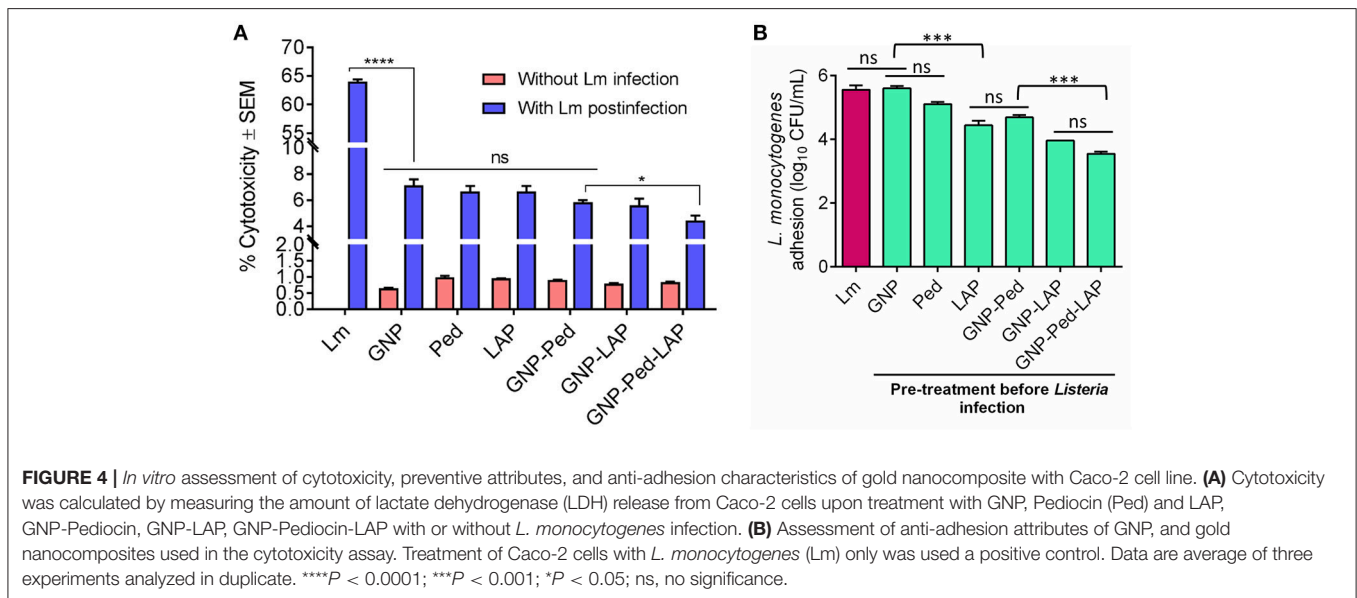 A
% Cytotoxicity ± SEM
70
65
60
55
10
8
6
4
2.0
1.5
1.0
0.5
0.0
****
ns
*
Without Lm infection
With Lm postinfection
Lm
GNP
Ped
LAP
GNP-Ped
GNP-LAP
GNP-Ped-LAP
B
L. monocytogenes
adhesion (log10 CFU/mL)
6
4
2
0
ns
***
ns
ns
***
ns
Lm
GNP
Ped
LAP
GNP-Ped
GNP-LAP
GNP-Ped-LAP
Pre-treatment before Listeria
infection
FIGURE 4 | In vitro assessment of cytotoxicity, preventive attributes, and anti-adhesion characteristics of gold nanocomposite with Caco-2 cell line. (A) Cytotoxicity
was calculated by measuring the amount of lactate dehydrogenase (LDH) release from Caco-2 cells upon treatment with GNP, Pediocin (Ped) and LAP,
GNP-Pediocin, GNP-LAP, GNP-Pediocin-LAP with or without L. monocytogenes infection. (B) Assessment of anti-adhesion attributes of GNP, and gold
nanocomposites used in the cytotoxicity assay. Treatment of Caco-2 cells with L. monocytogenes (Lm) only was used a positive control. Data are average of three
experiments analyzed in duplicate. ****P < 0.0001; ***P < 0.001; *P < 0.05; ns, no significance.